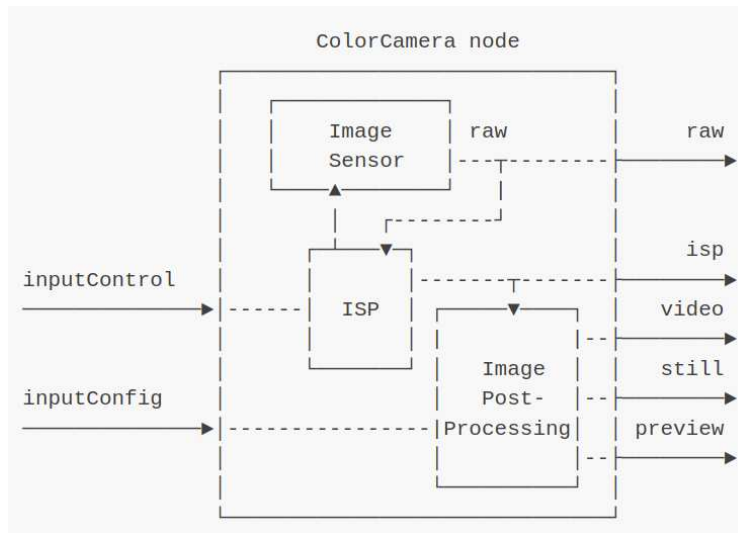 ColorCamera node
Image raw raw
Sensor
isp
inputControl
ISP video
Image still
inputConfig Post-
Processing preview